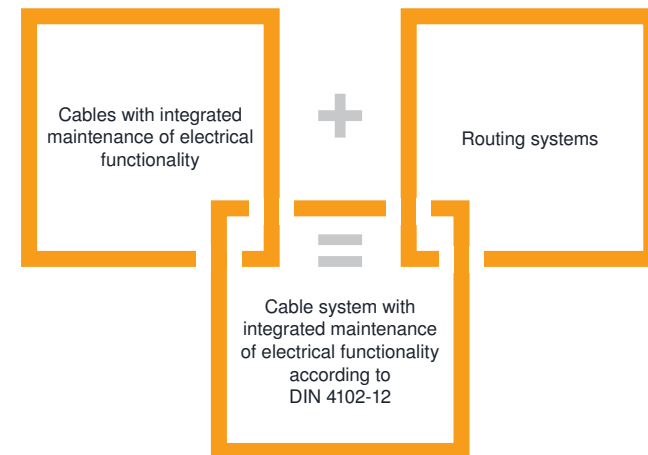 Cables with integrated
maintenance of electrical
functionality
+
Routing systems
=
Cable system with
integrated maintenance
of electrical functionality
according to
DIN 4102-12